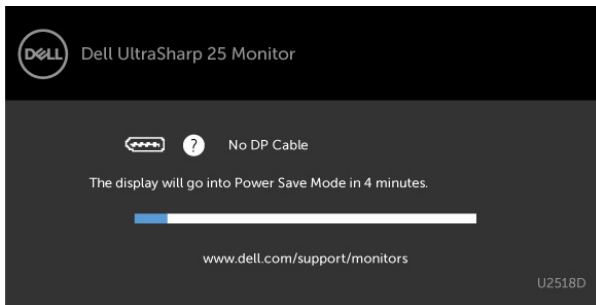 DELL
Dell UltraSharp 25 Monitor
? No DP Cable
The display will go into Power Save Mode in 4 minutes.
www.dell.com/support/monitors
U2518D